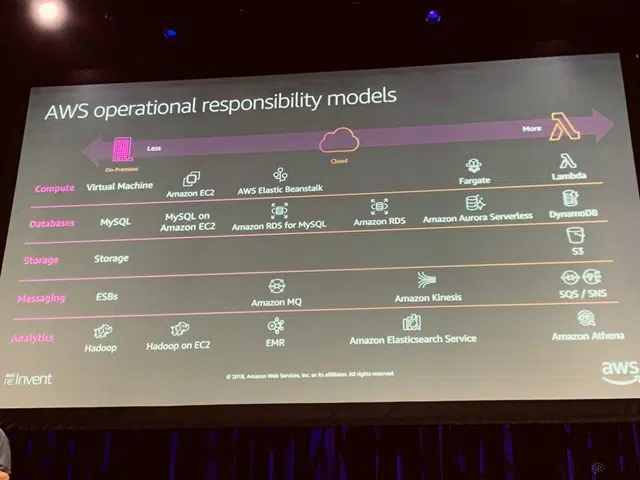 AWS operational responsibility models
On-Premises
Less
Cloud
More
Compute
Virtual Machine
Amazon EC2
AWS Elastic Beanstalk
Fargate
Lambda
Databases
MySQL
MySQL on
Amazon EC2
Amazon RDS for MySQL
Amazon RDS
Amazon Aurora Serverless
DynamoDB
Storage
Storage
S3
Messaging
ESBs
Amazon MQ
Amazon Kinesis
SQS / SNS
Analytics
Hadoop
Hadoop on EC2
EMR
Amazon Elasticsearch Service
Amazon Athena
AWS
re:Invent
© 2018, Amazon Web Services, Inc. or its affiliates. All rights reserved.
aws